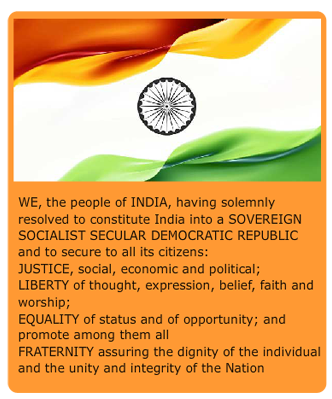 WE, the people of INDIA, having solemnly
resolved to constitute India into a SOVEREIGN
SOCIALIST SECULAR DEMOCRATIC REPUBLIC
and to secure to all its citizens:
JUSTICE, social, economic and political;
LIBERTY of thought, expression, belief, faith and
worship;
EQUALITY of status and of opportunity; and
promote among them all
FRATERNITY assuring the dignity of the individual
and the unity and integrity of the Nation